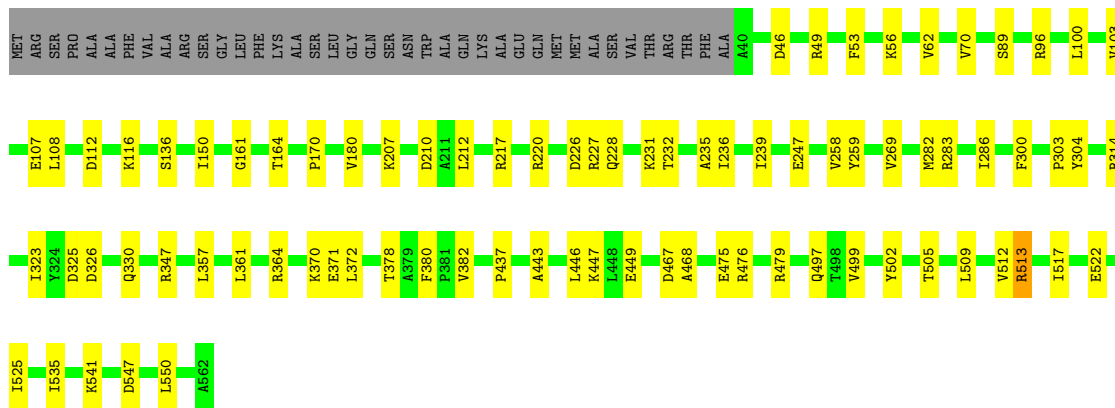 MET ARG SER PRO ALA ALA PHE VAL ALA ARG SER GLY LEU PHE LYS ALA SER LEU GLY GLN SER ASN TRP ALA GLN LYS ALA GLU GLN MET MET ALA SER VAL THR ARG THR PHE ALA A40 D46 R49 F53 K56 V62 V70 S89 R96 L100
E107 L108 D112 K116 S136 I150 G161 T164 P170 V180 K207 D210 A211 L212 R217 R220 D226 R227 Q228 K231 T232 A235 I236 I239 E247 V258 Y259 V269 M282 R283 I286 F300 P303 Y304
I323 Y324 D325 D326 Q330 R347 L357 L361 R364 K370 E371 L372 T378 A379 F380 P381 V382 P437 A443 L446 K447 L448 E449 D467 A468 E475 R476 R479 Q497 T498 V499 Y502 T505 L509 V512 R513 I517 E522
I525 I535 K541 D547 L550 A562